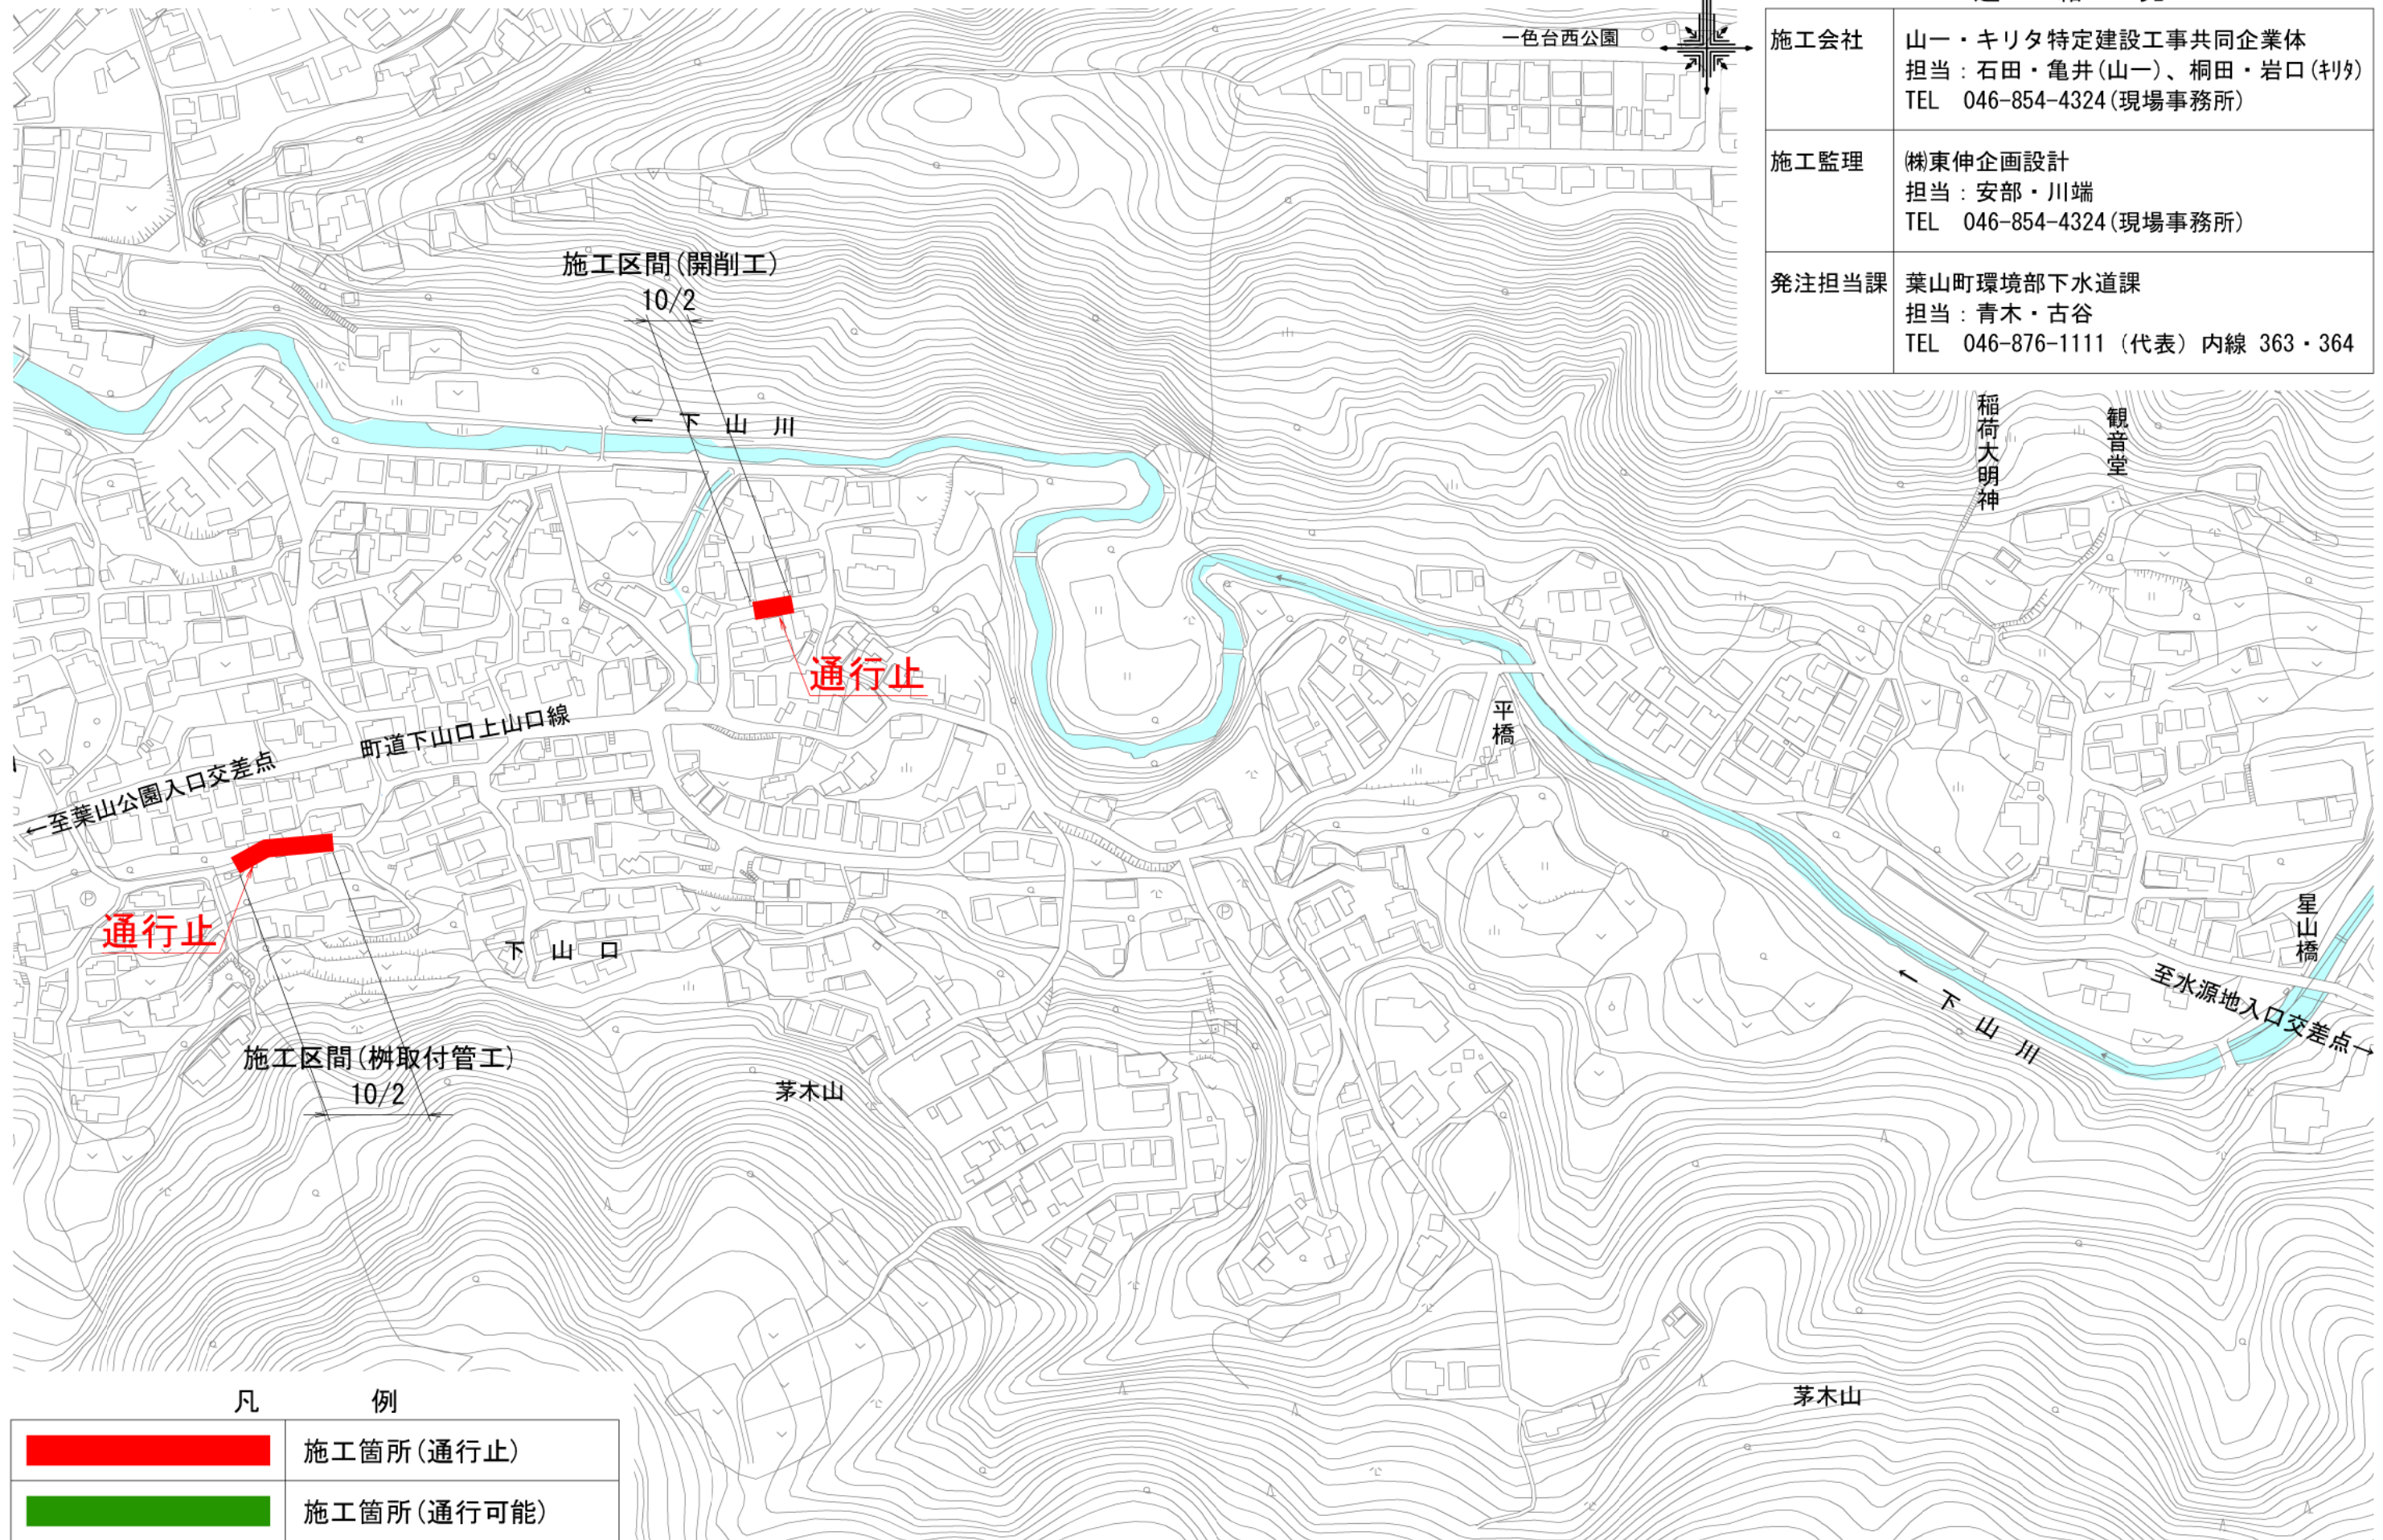 一色台西公園
施工会社
山一・キリタ特定建設工事共同企業体
担当：石田・亀井(山一)、桐田・岩口(ｷﾘﾀ)
TEL　046-854-4324(現場事務所)
施工監理
㈱東伸企画設計
担当：安部・川端
TEL　046-854-4324(現場事務所)
発注担当課
葉山町環境部下水道課
担当：青木・古谷
TEL　046-876-1111（代表）内線 363・364
施工区間(開削工)
10/2
←　下　山　川
稲荷大明神
観音堂
通行止
平橋
町道下山口上山口線
←至葉山公園入口交差点
通行止
下　山　口
星山橋
至水源地入口交差点→
←　下　山　川
施工区間(桝取付管工)
10/2
茅木山
茅木山
凡　例
施工箇所(通行止)
施工箇所(通行可能)